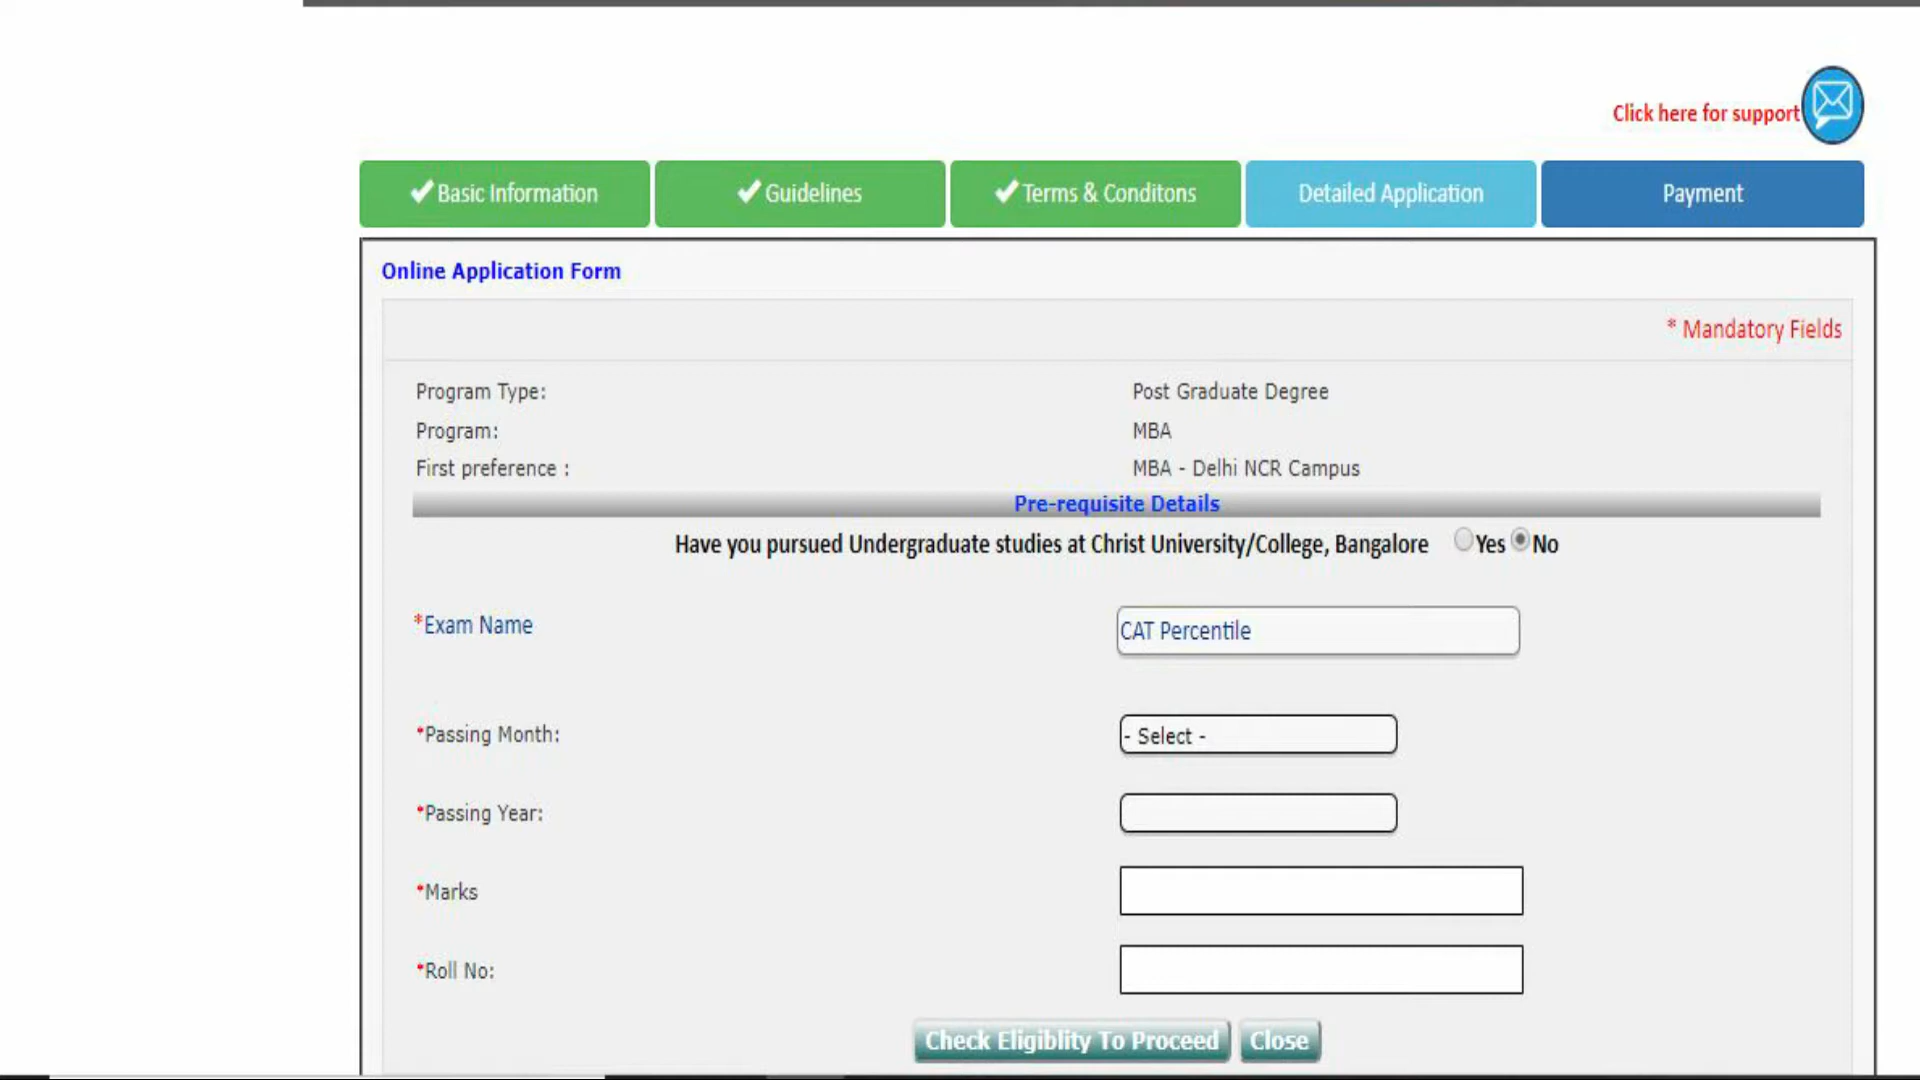 Click here for support
Basic Information
Guidelines
Terms & Conditons
Detailed Application
Payment
Online Application Form
* Mandatory Fields
Program Type: Post Graduate Degree
Program: MBA
First preference : MBA - Delhi NCR Campus
Pre-requisite Details
Have you pursued Undergraduate studies at Christ University/College, Bangalore Yes No
*Exam Name CAT Percentile
*Passing Month: - Select -
*Passing Year:
*Marks
*Roll No:
Check Eligiblity To Proceed Close